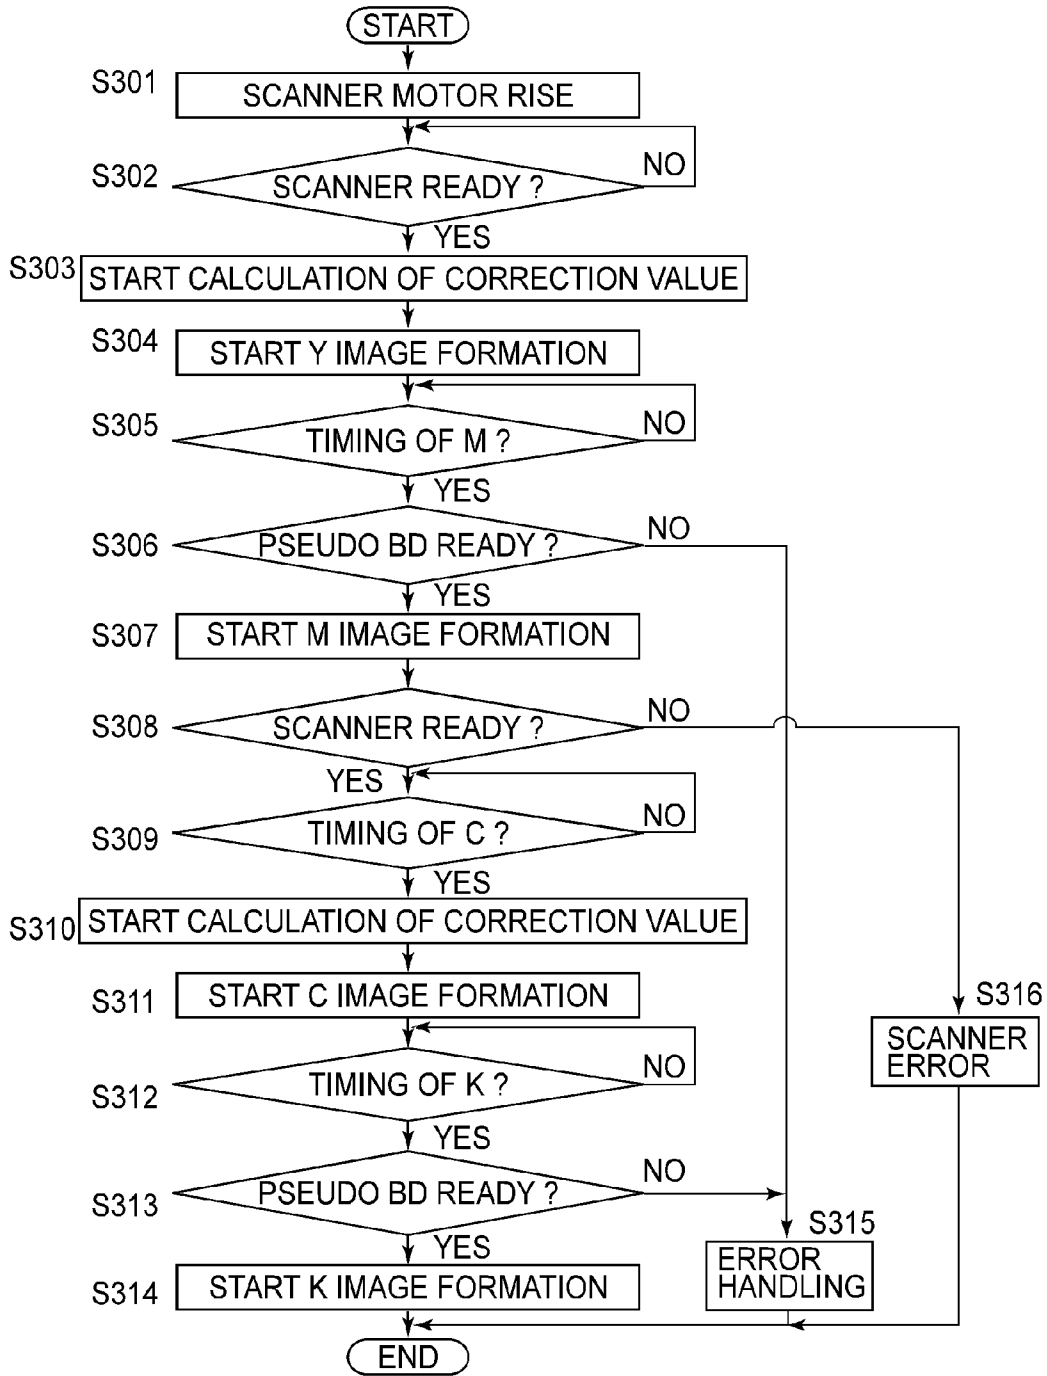 START
S301
SCANNER MOTOR RISE
NO
S302
SCANNER READY ?
YES
S303
START CALCULATION OF CORRECTION VALUE
S304
START Y IMAGE FORMATION
NO
S305
TIMING OF M ?
YES
S306
PSEUDO BD READY ?
NO
YES
S307
START M IMAGE FORMATION
S308
SCANNER READY ?
NO
YES
NO
S309
TIMING OF C ?
YES
S310
START CALCULATION OF CORRECTION VALUE
S311
START C IMAGE FORMATION
S316
SCANNER
ERROR
NO
S312
TIMING OF K ?
YES
S313
PSEUDO BD READY ?
NO
YES
S315
ERROR
HANDLING
S314
START K IMAGE FORMATION
END